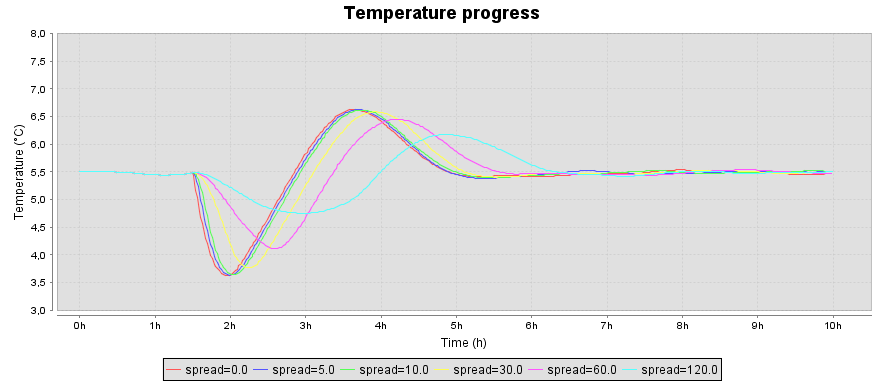 Temperature progress
8,0
7,5
7,0
6,5
6,0
5,5
5,0
4,5
4,0
3,5
3,0
Temperature (°C)
0h 1h 2h 3h 4h 5h 6h 7h 8h 9h 10h
Time (h)
spread=0.0 spread=5.0 spread=10.0 spread=30.0 spread=60.0 spread=120.0